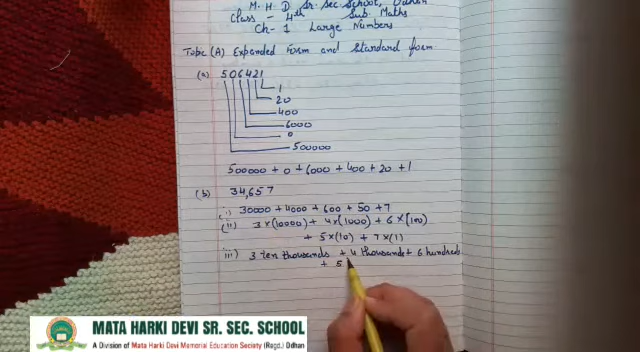 M. H. D Sr. Sec. School, Odhan
Class - 4th Sub. Maths
Ch- 1 Large Numbers
Topic (A) Expanded Form and Standard form
(a) 506421
1
20
400
6000
0
500000
500000 + 0 + 6000 + 400 + 20 + 1
(b) 34,657
(i) 30000 + 4000 + 600 + 50 + 7
(ii) 3 × (10000) + 4 × (1000) + 6 × (100)
+ 5 × (10) + 7 × (1)
iii) 3 ten thousands + 4 thousands + 6 hundreds
+ 5
MATA HARKI DEVI SR. SEC. SCHOOL
A Division of Mata Harki Devi Memorial Education Society (Regd.) Odhan